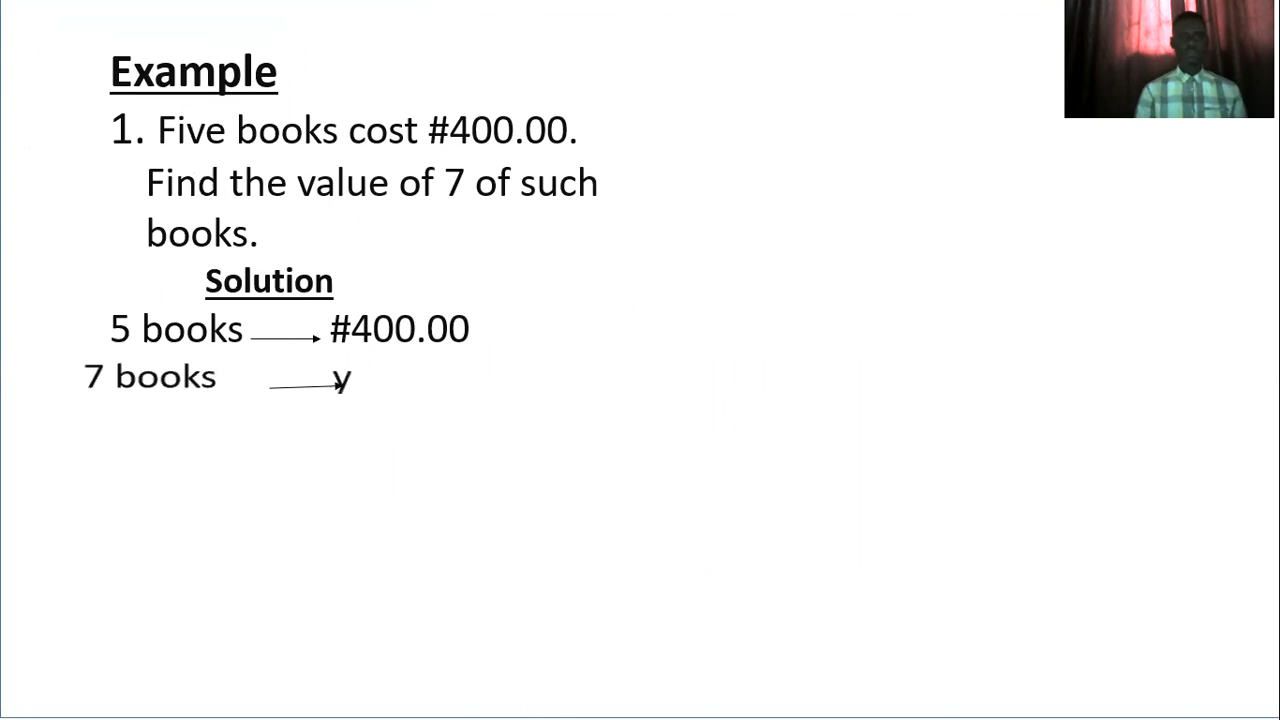 Example
1. Five books cost #400.00.
Find the value of 7 of such
books.
Solution
5 books → #400.00
7 books → y